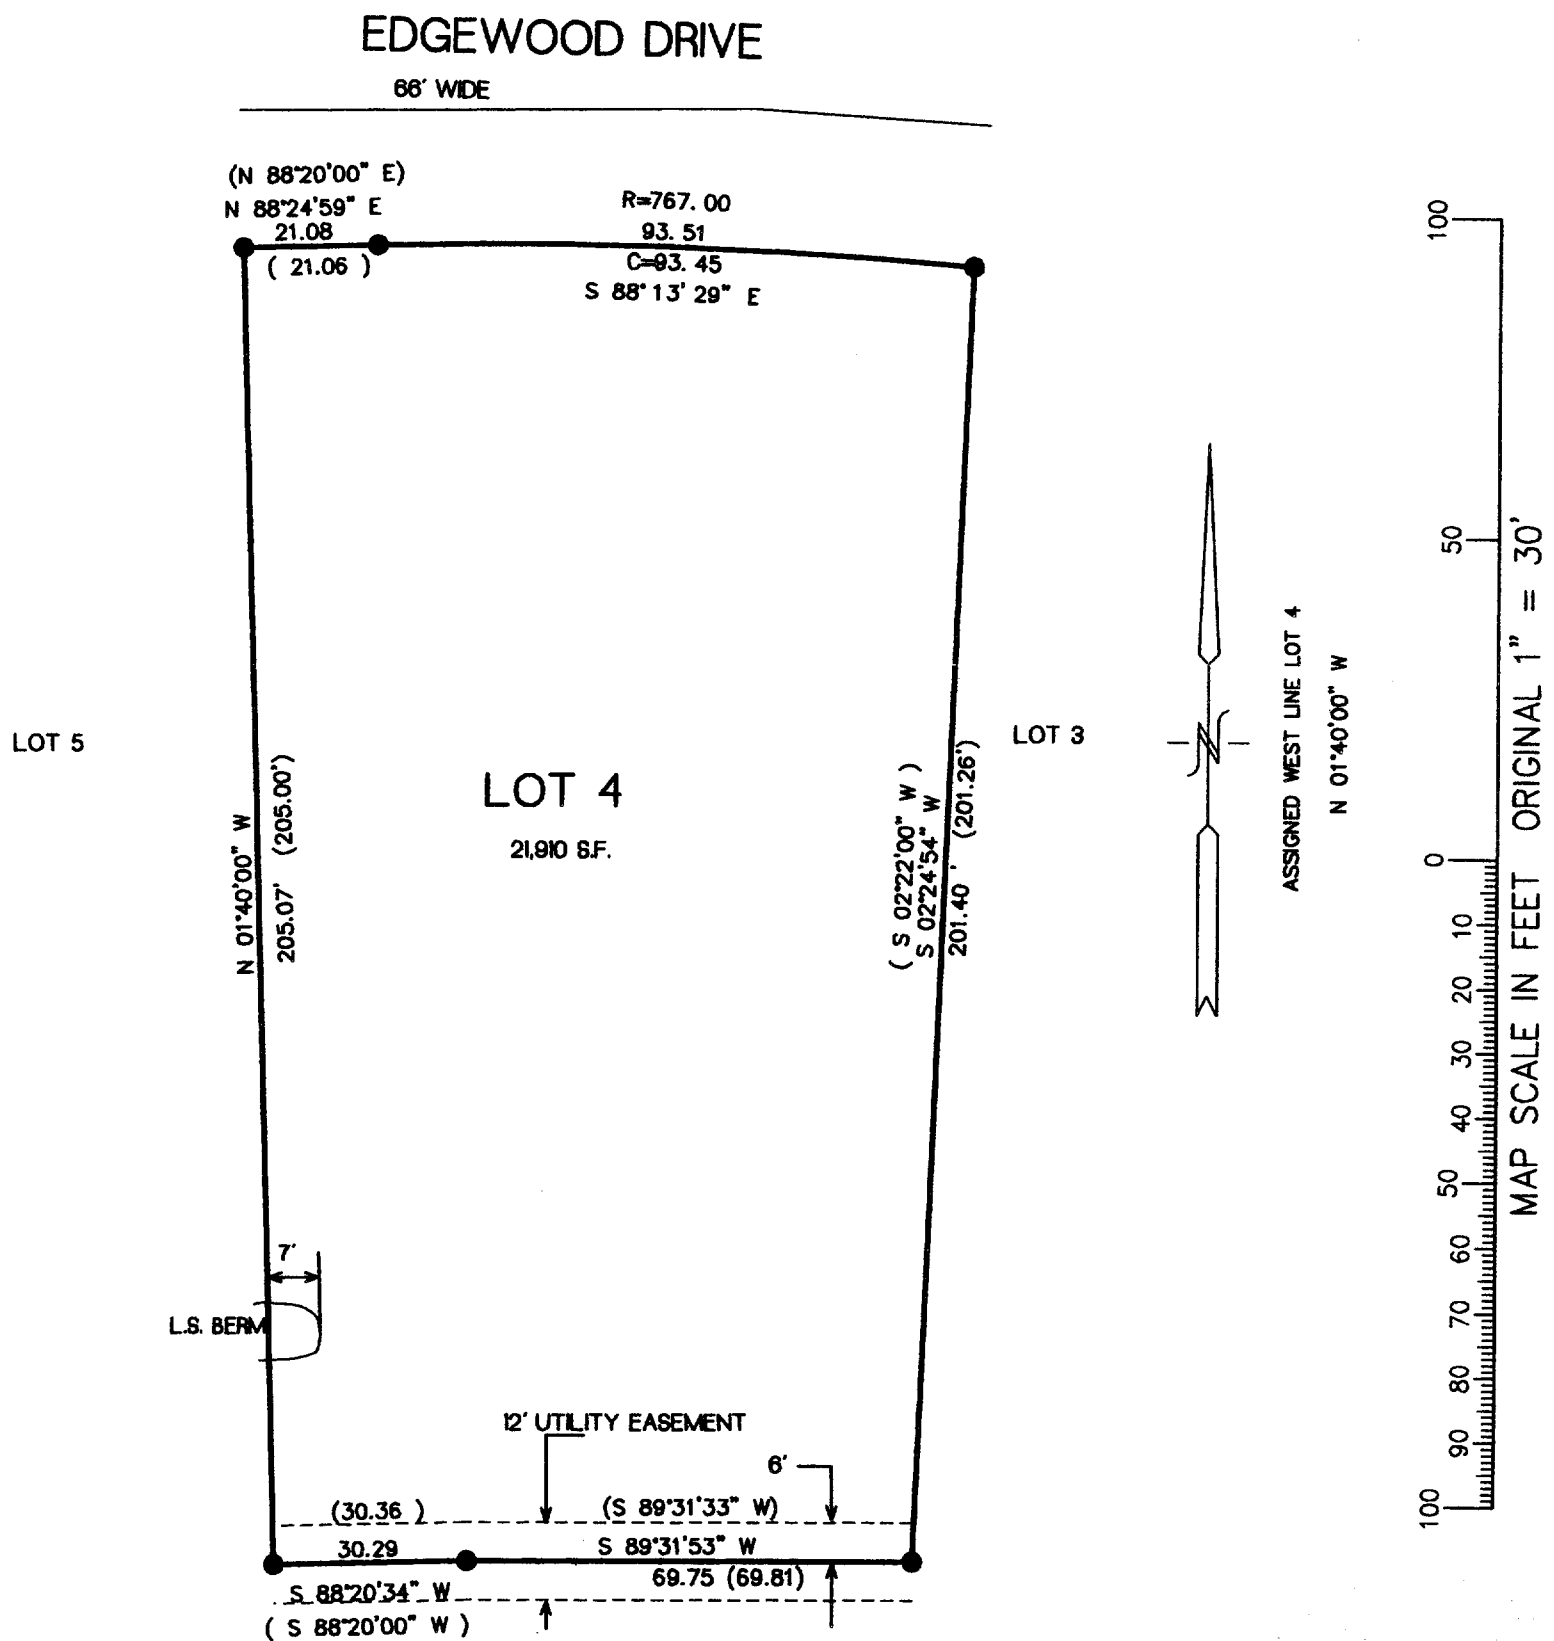 EDGEWOOD DRIVE
66' WIDE
(N 88°20'00" E)
N 88°24'59" E
21.08
( 21.06 )
R=767.00
93.51
C=93.45
S 88°13'29" E
LOT 5
N 01°40'00" W
205.07' (205.00')
LOT 4
21,910 S.F.
( S 02°22'00" W )
S 02°24'54" W
201.40 ' (201.26')
LOT 3
N
ASSIGNED WEST LINE LOT 4
N 01°40'00" W
100
50
0
10
20
30
40
50
60
70
80
90
100
MAP SCALE IN FEET ORIGINAL 1" = 30'
7'
L.S. BERM
12' UTILITY EASEMENT
6'
(30.36 )
(S 89°31'33" W)
30.29
S 89°31'53" W
69.75 (69.81)
S 88°20'34" W
( S 88°20'00" W )